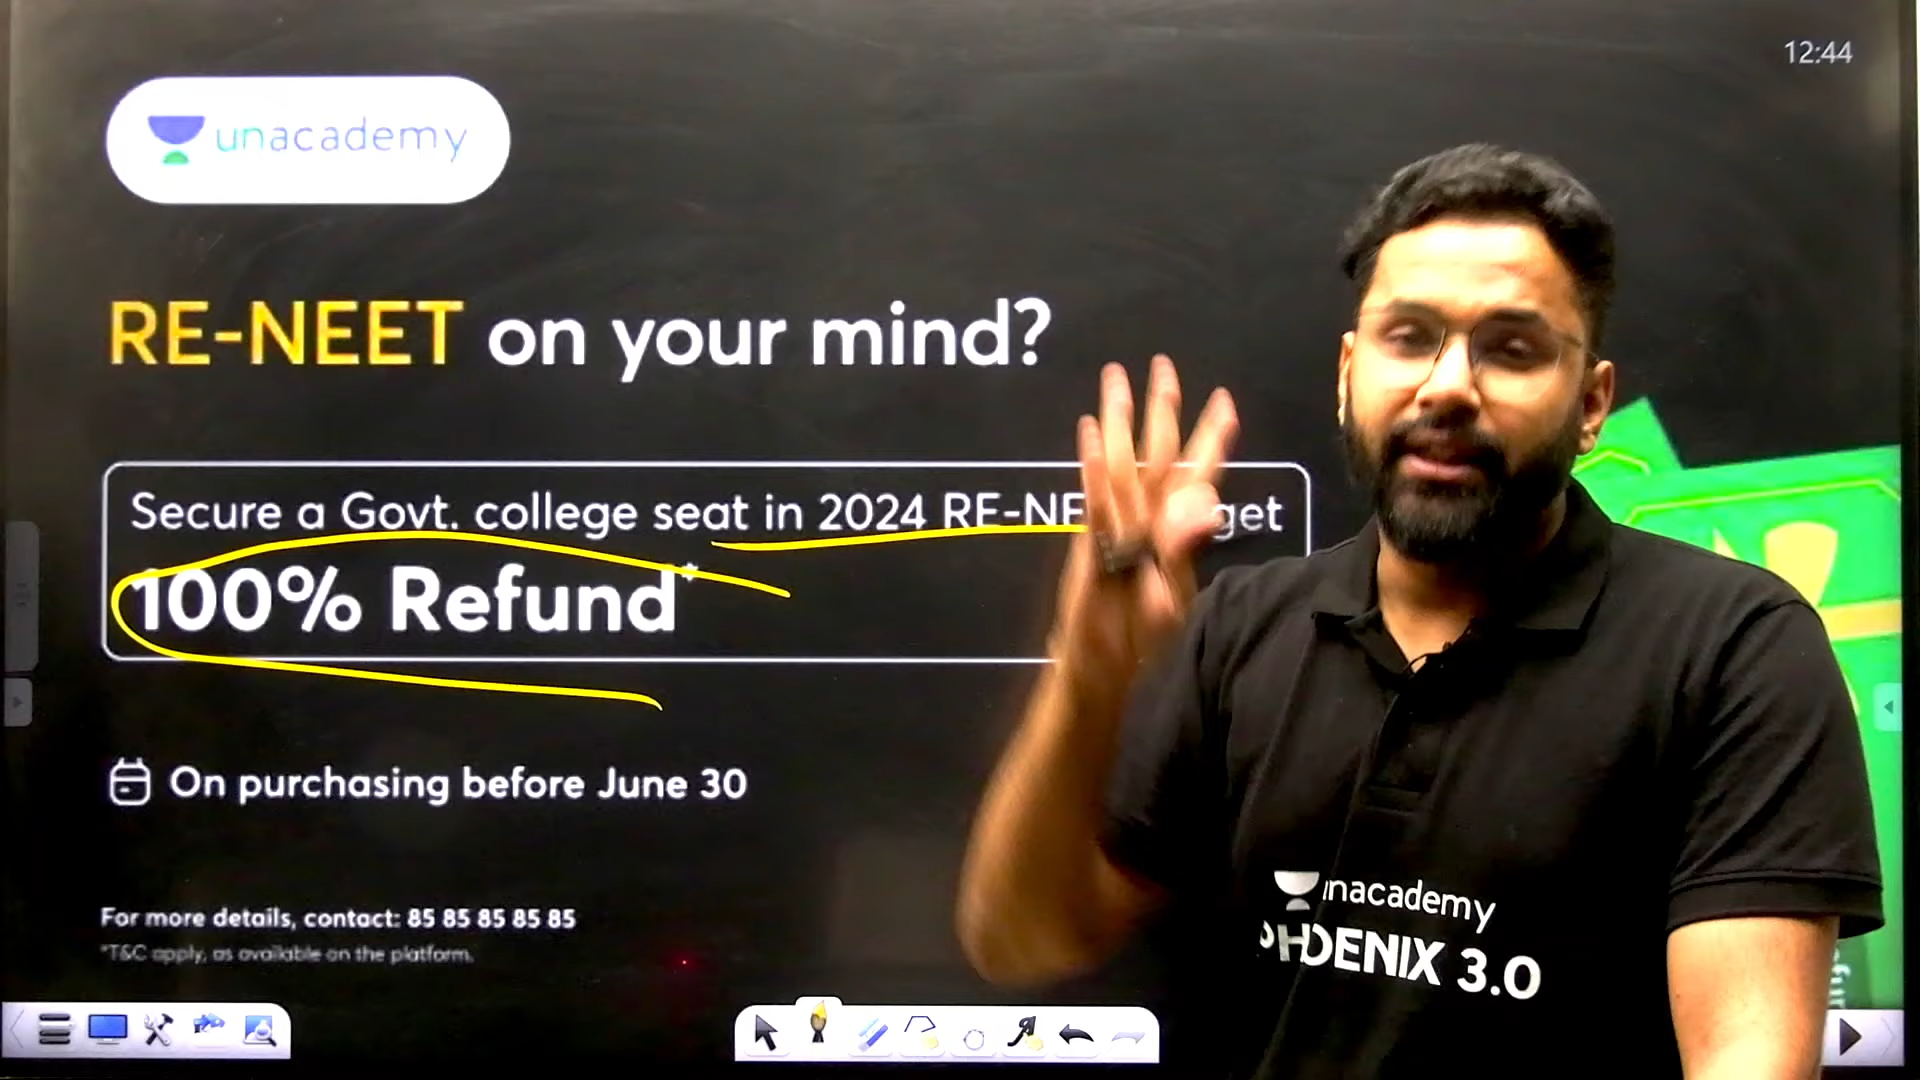 12:44
unacademy
RE-NEET on your mind?
Secure a Govt. college seat in 2024 RE-NE get
100% Refund*
On purchasing before June 30
For more details, contact: 85 85 85 85 85
*T&C apply, as available on the platform.
unacademy
PHOENIX 3.0